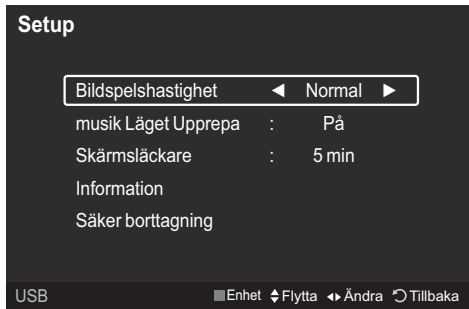 Setup
Bildspelshastighet ◀ Normal ▶
musik Läget Upprepa : På
Skärmsläckare : 5 min
Information
Säker borttagning
USB Enhet Flytta Ändra Tillbaka